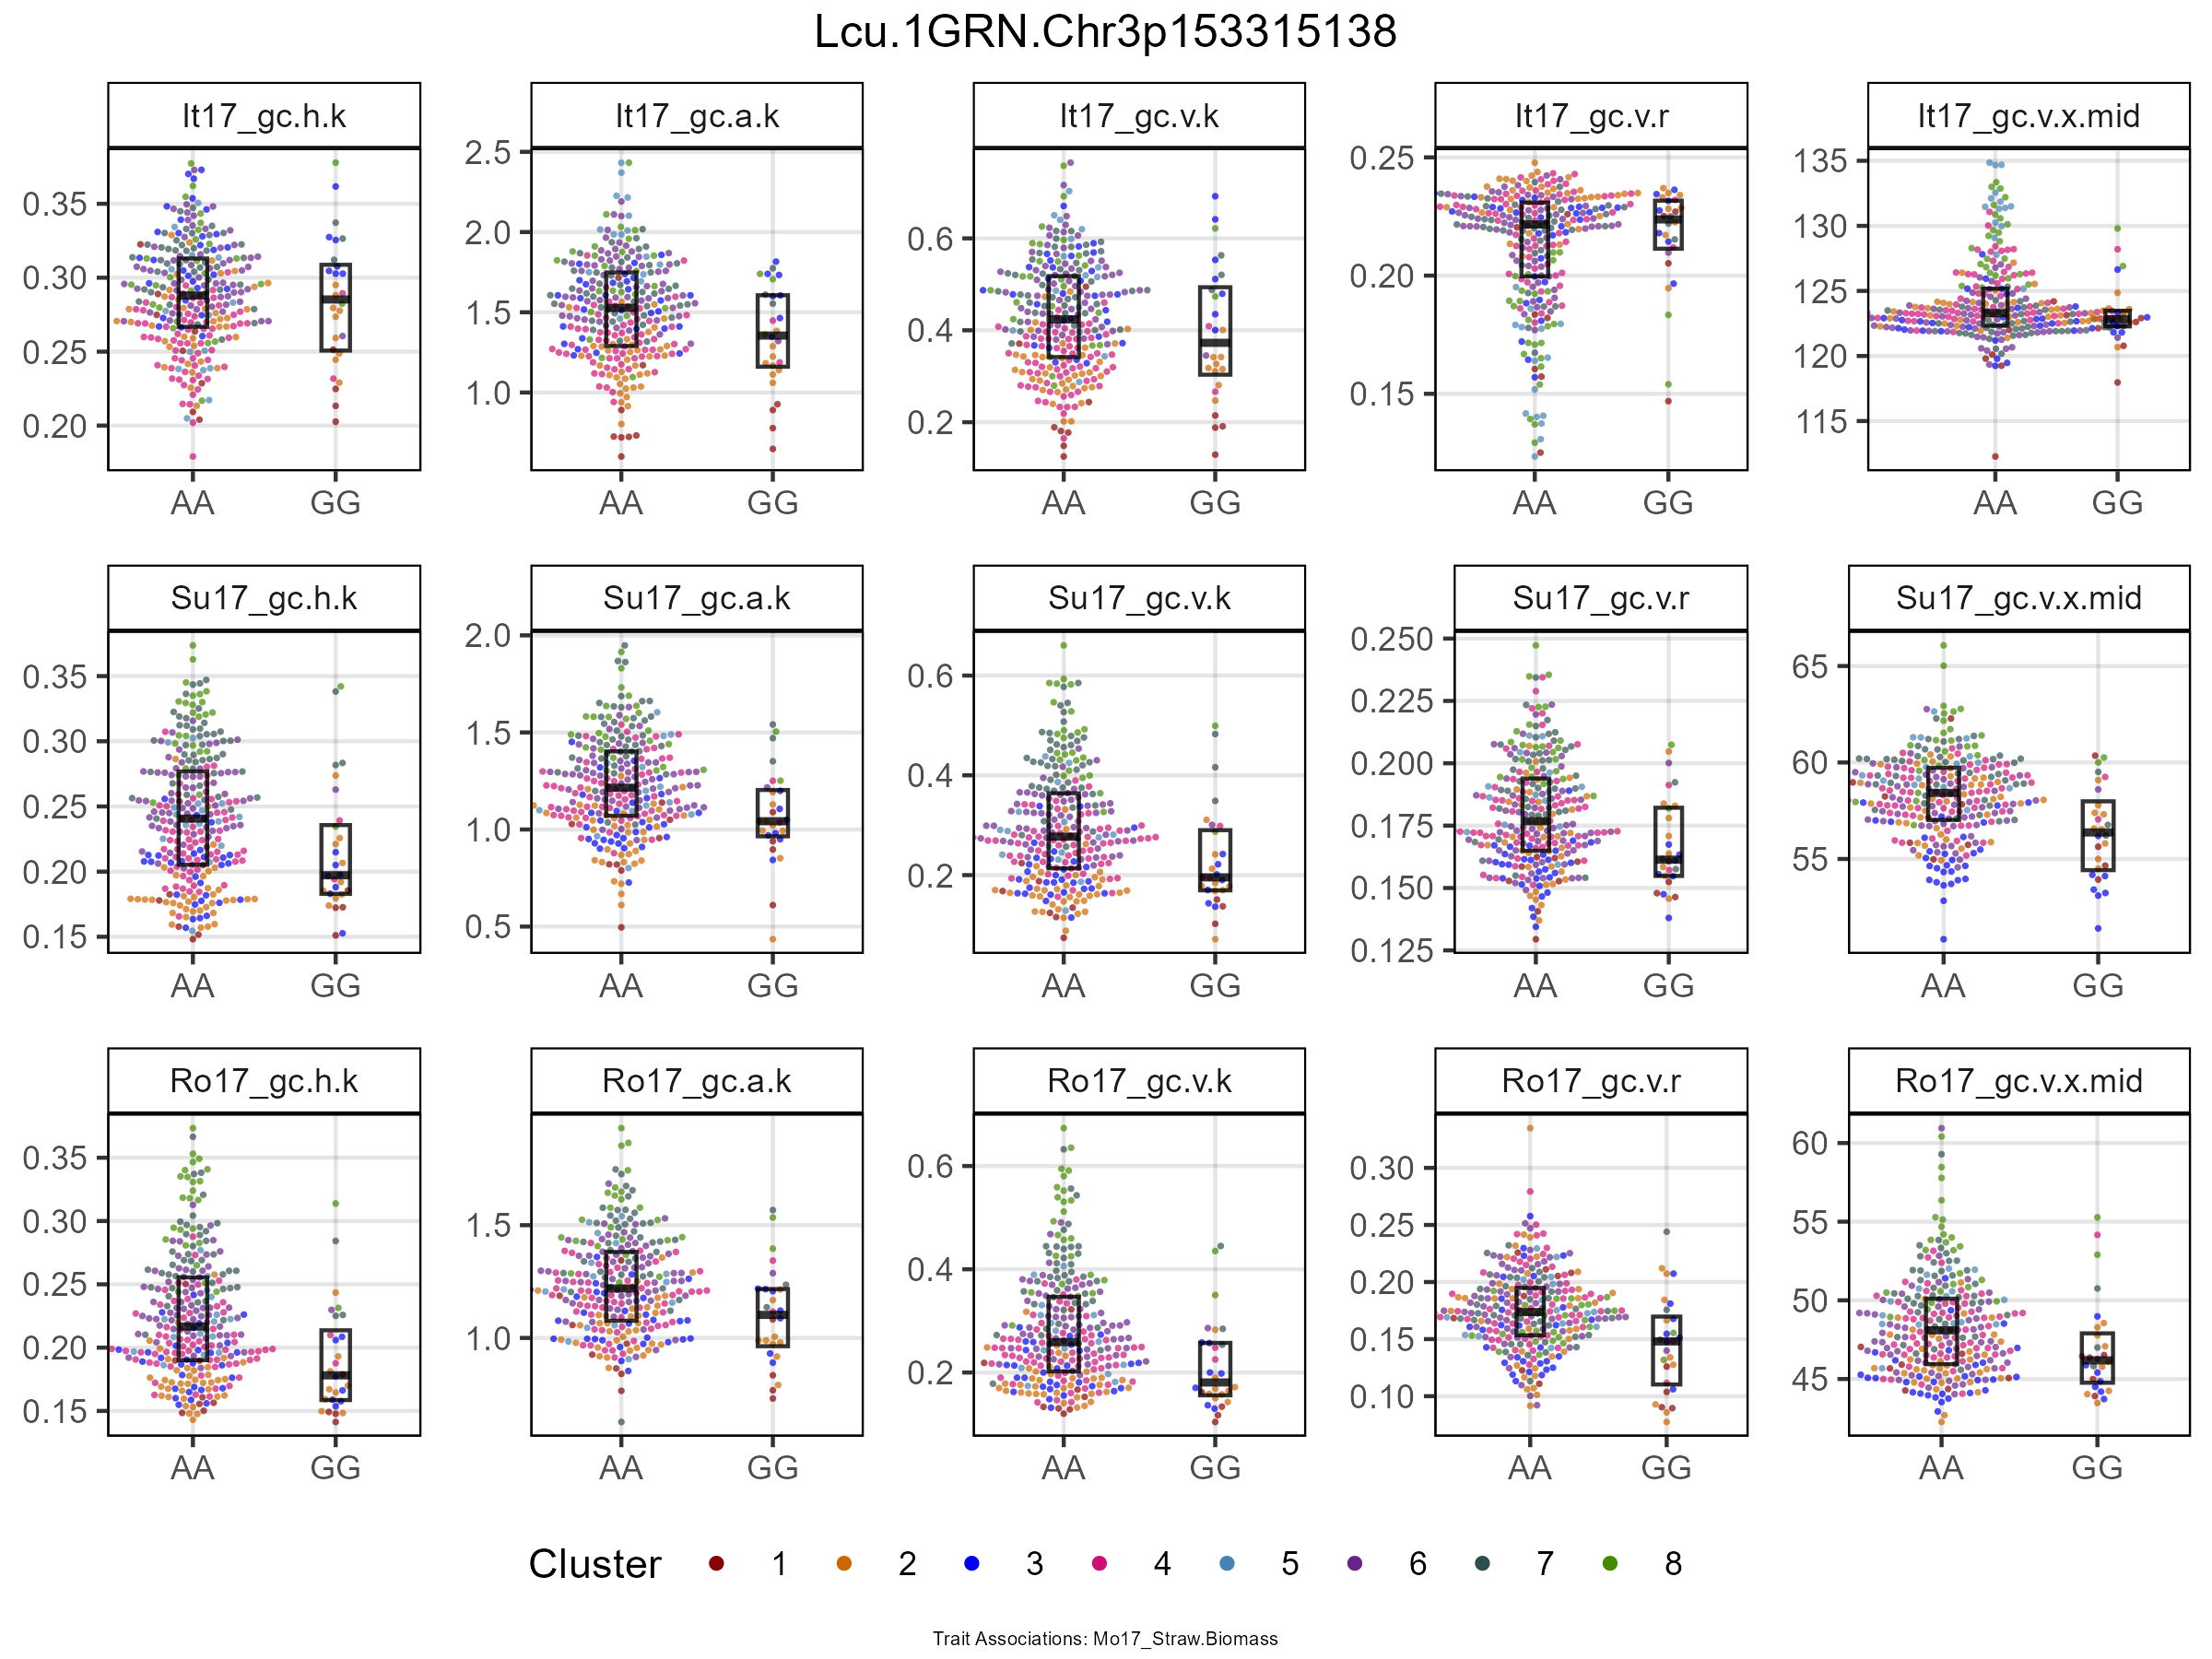 Lcu.1GRN.Chr3p153315138
It17_gc.h.k
It17_gc.a.k
It17_gc.v.k
It17_gc.v.r
It17_gc.v.x.mid
0.35
0.30
0.25
0.20
2.5
2.0
1.5
1.0
0.6
0.4
0.2
0.25
0.20
0.15
135
130
125
120
115
AA GG
AA GG
AA GG
AA GG
AA GG
Su17_gc.h.k
Su17_gc.a.k
Su17_gc.v.k
Su17_gc.v.r
Su17_gc.v.x.mid
0.35
0.30
0.25
0.20
0.15
2.0
1.5
1.0
0.5
0.6
0.4
0.2
0.250
0.225
0.200
0.175
0.150
0.125
65
60
55
AA GG
AA GG
AA GG
AA GG
AA GG
Ro17_gc.h.k
Ro17_gc.a.k
Ro17_gc.v.k
Ro17_gc.v.r
Ro17_gc.v.x.mid
0.35
0.30
0.25
0.20
0.15
1.5
1.0
0.6
0.4
0.2
0.30
0.25
0.20
0.15
0.10
60
55
50
45
AA GG
AA GG
AA GG
AA GG
AA GG
Cluster 1 2 3 4 5 6 7 8
Trait Associations: Mo17_Straw.Biomass